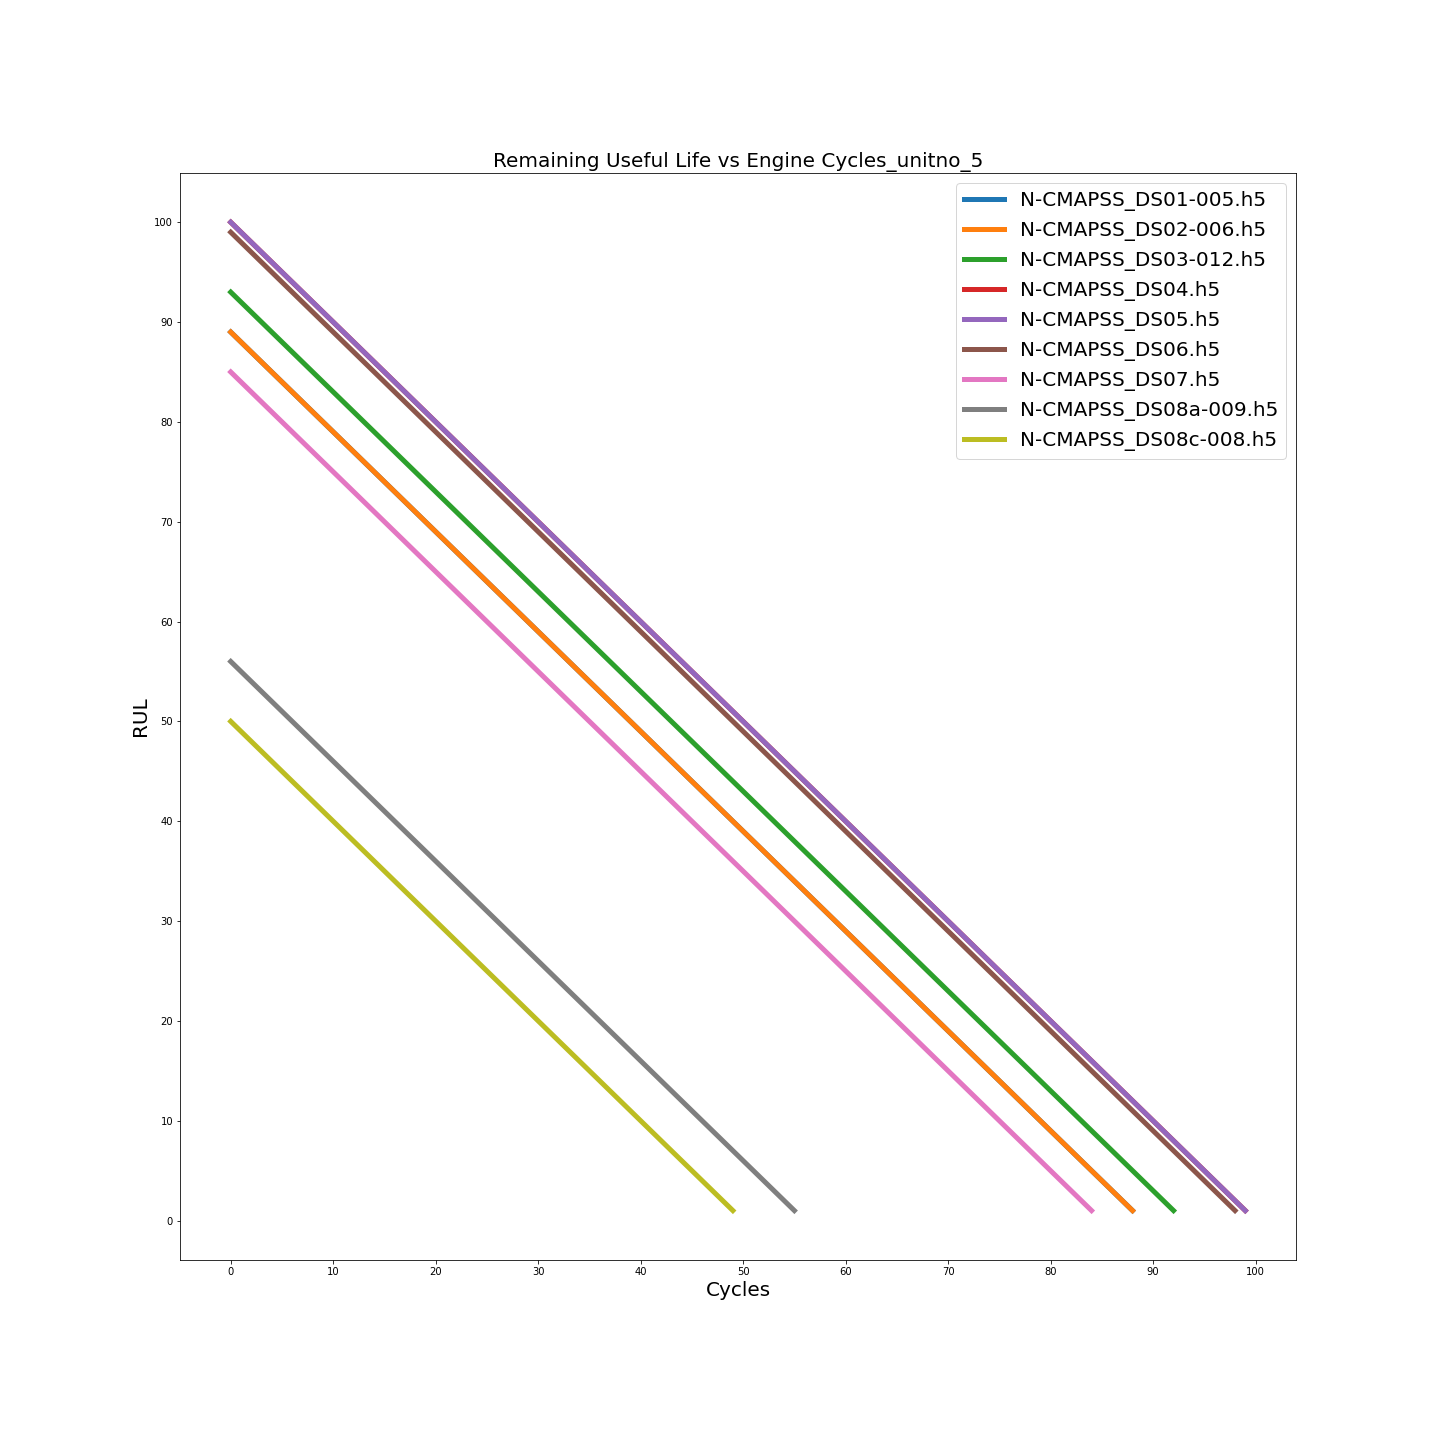 Remaining Useful Life vs Engine Cycles_unitno_5
N-CMAPSS_DS01-005.h5
N-CMAPSS_DS02-006.h5
N-CMAPSS_DS03-012.h5
N-CMAPSS_DS04.h5
N-CMAPSS_DS05.h5
N-CMAPSS_DS06.h5
N-CMAPSS_DS07.h5
N-CMAPSS_DS08a-009.h5
N-CMAPSS_DS08c-008.h5
100
90
80
70
60
50
40
30
20
10
0
RUL
0 10 20 30 40 50 60 70 80 90 100
Cycles